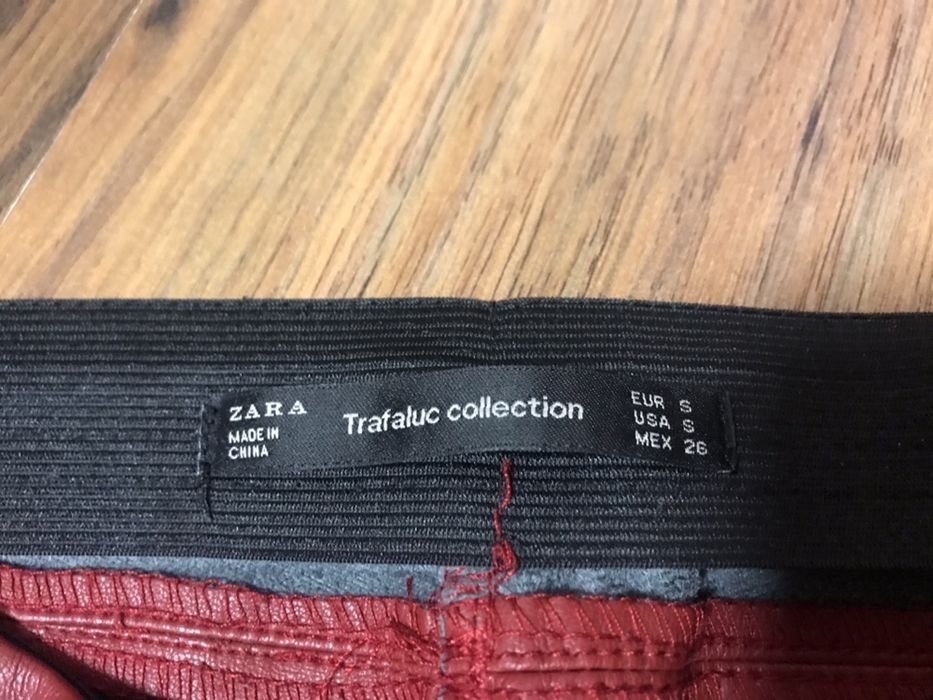 ZARA
MADE IN
CHINA
Trafaluc collection
EUR S
USA S
MEX 26